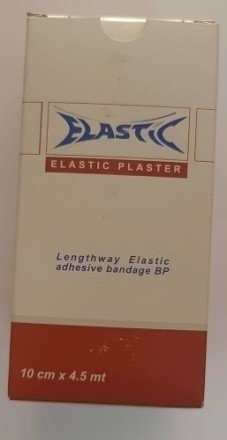 ELASTIC
ELASTIC PLASTER
Lengthway Elastic
adhesive bandage BP
10 cm x 4.5 mt